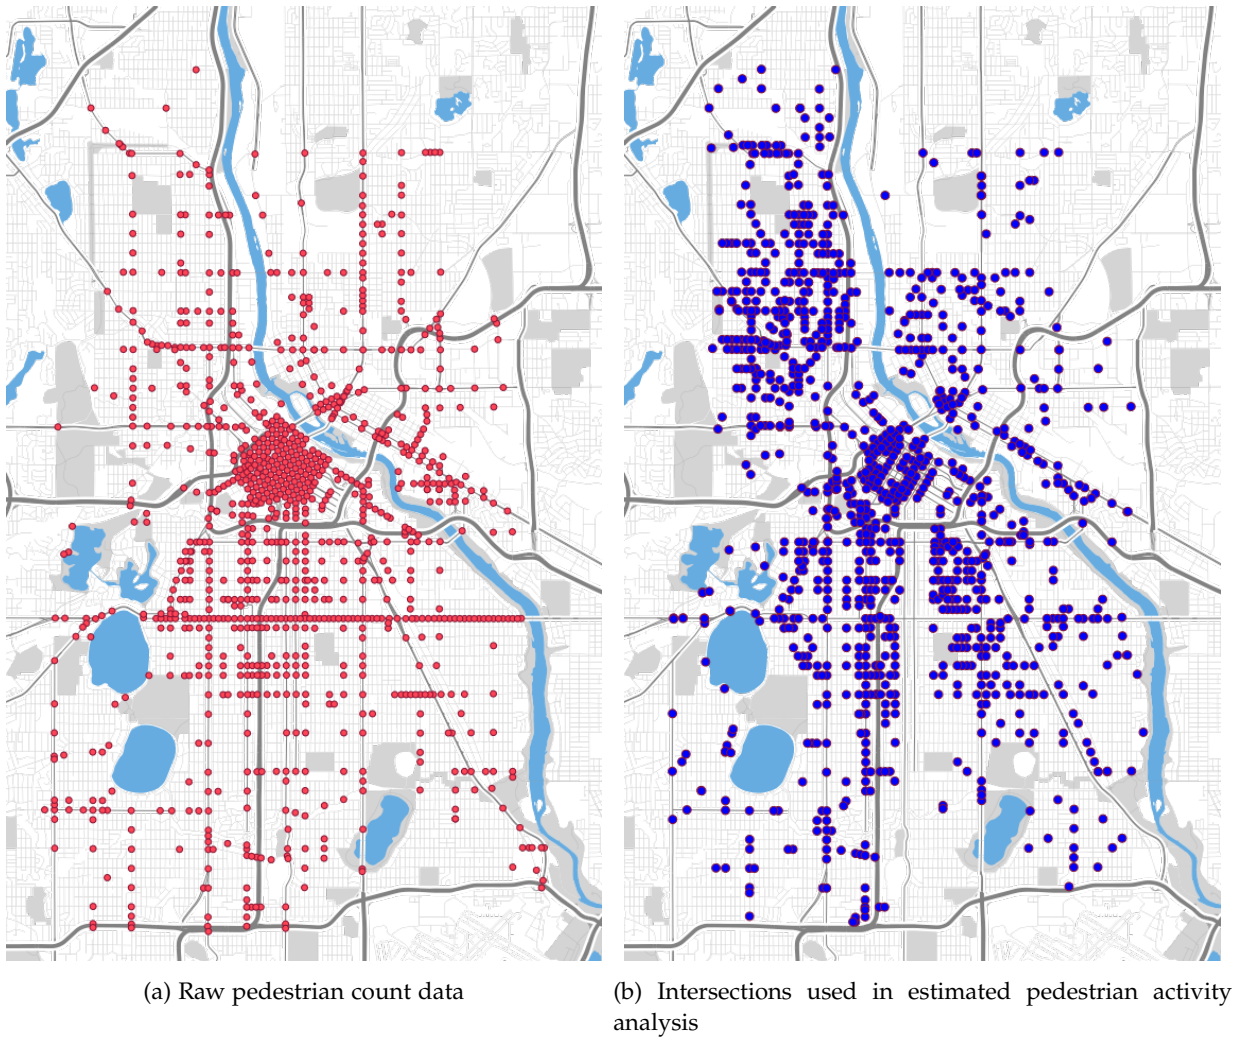 (a) Raw pedestrian count data
(b) Intersections used in estimated pedestrian activity
analysis